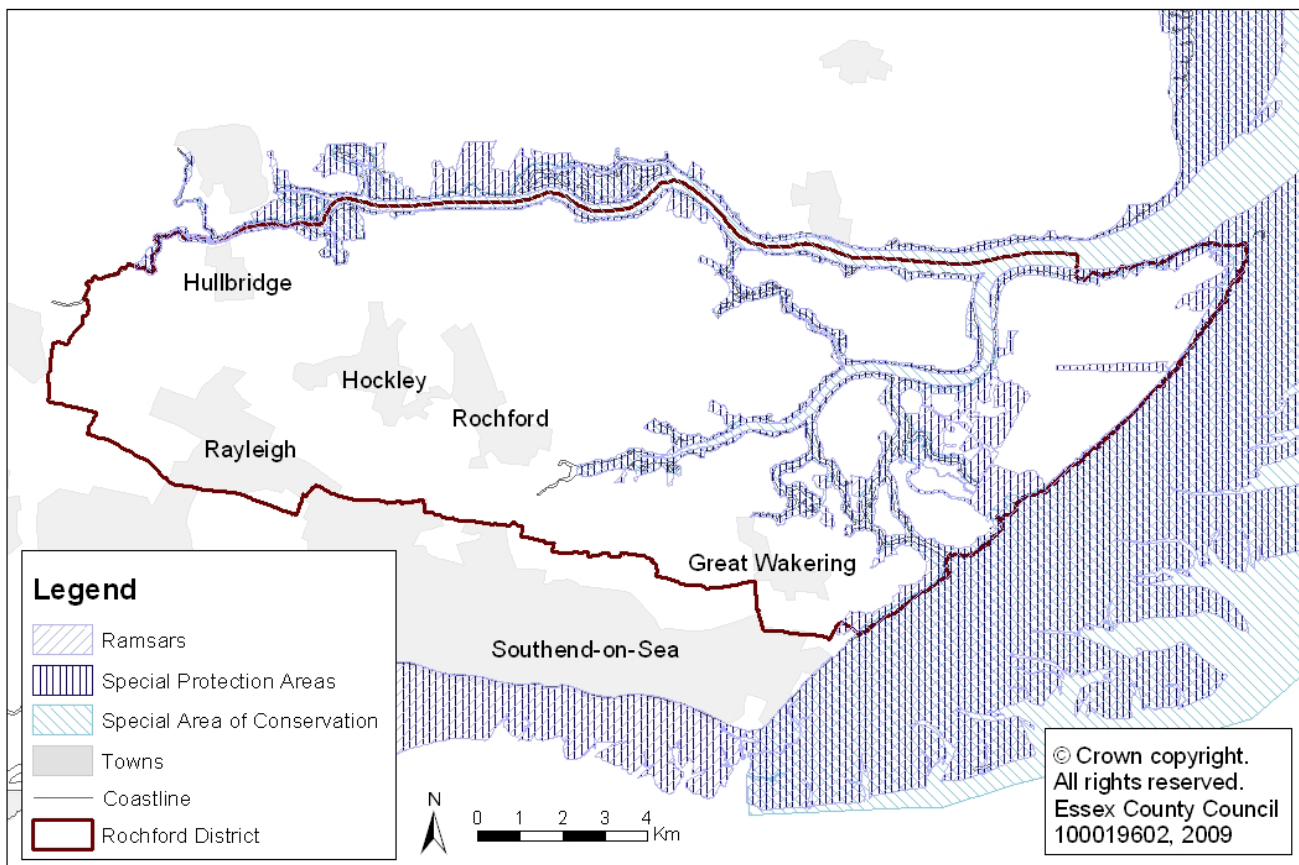 Hullbridge
Hockley
Rochford
Rayleigh
Great Wakering
Southend-on-Sea
Legend
Ramsars
Special Protection Areas
Special Area of Conservation
Towns
Coastline
Rochford District
N
0 1 2 3 4
Km
© Crown copyright.
All rights reserved.
Essex County Council
100019602, 2009